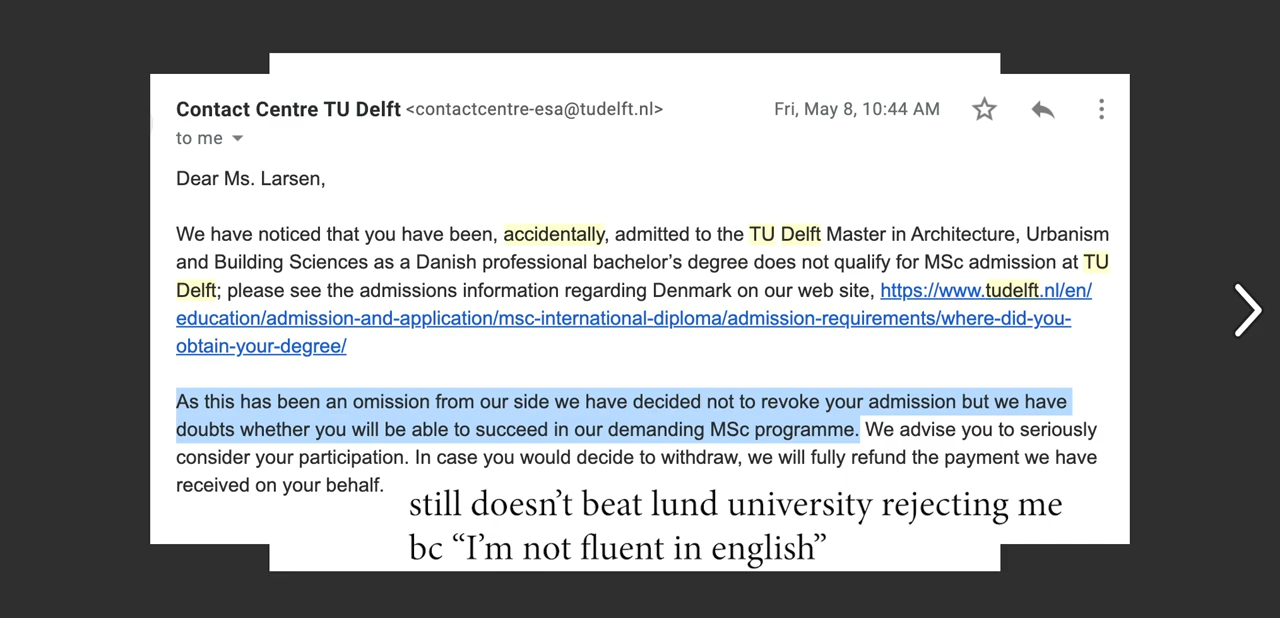 Contact Centre TU Delft <contactcentre-esa@tudelft.nl> Fri, May 8, 10:44 AM
to me
Dear Ms. Larsen,
We have noticed that you have been, accidentally, admitted to the TU Delft Master in Architecture, Urbanism
and Building Sciences as a Danish professional bachelor’s degree does not qualify for MSc admission at TU
Delft; please see the admissions information regarding Denmark on our web site, https://www.tudelft.nl/en/
education/admission-and-application/msc-international-diploma/admission-requirements/where-did-you-
obtain-your-degree/
As this has been an omission from our side we have decided not to revoke your admission but we have
doubts whether you will be able to succeed in our demanding MSc programme. We advise you to seriously
consider your participation. In case you would decide to withdraw, we will fully refund the payment we have
received on your behalf.
still doesn’t beat lund university rejecting me
bc “I’m not fluent in english”